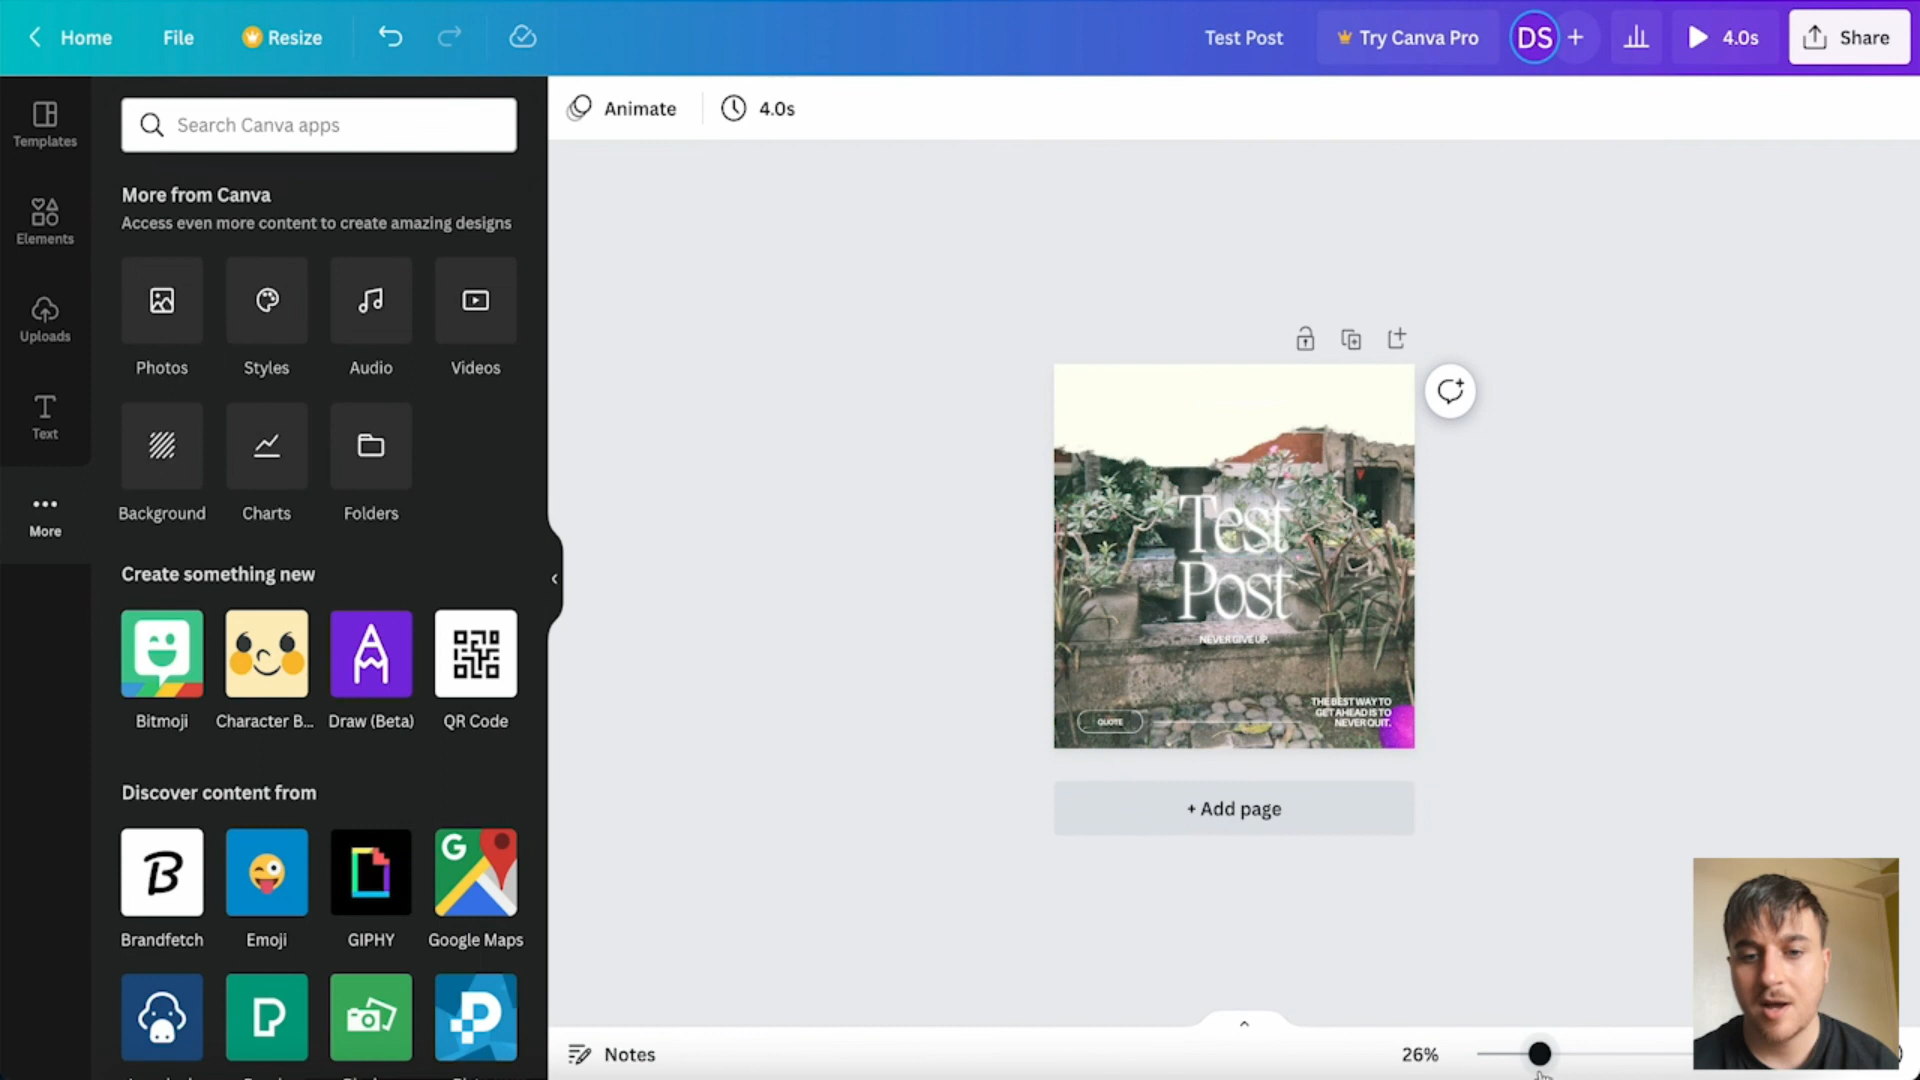 Home File Resize Test Post Try Canva Pro DS + 4.0s Share
Search Canva apps
Animate 4.0s
Templates
Elements
Uploads
Text
More
More from Canva
Access even more content to create amazing designs
Photos Styles Audio Videos
Background Charts Folders
Create something new
Bitmoji Character B... Draw (Beta) QR Code
Discover content from
Brandfetch Emoji GIPHY Google Maps
Test
Post
NEVER GIVE UP.
THE BEST WAY TO
GET AHEAD IS TO
NEVER QUIT.
QUOTE
+ Add page
Notes 26%